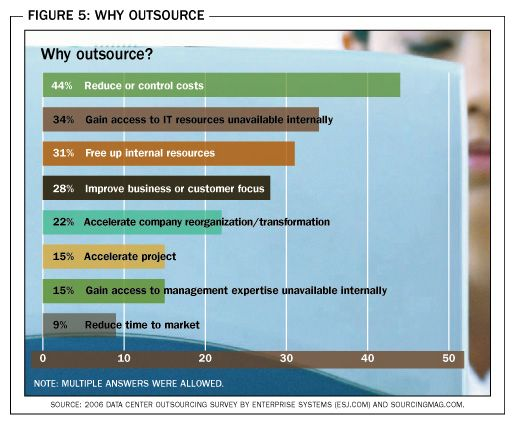 FIGURE 5: WHY OUTSOURCE
Why outsource?
44% Reduce or control costs
34% Gain access to IT resources unavailable internally
31% Free up internal resources
28% Improve business or customer focus
22% Accelerate company reorganization/transformation
15% Accelerate project
15% Gain access to management expertise unavailable internally
9% Reduce time to market
0 10 20 30 40 50
NOTE: MULTIPLE ANSWERS WERE ALLOWED.
SOURCE: 2006 DATA CENTER OUTSOURCING SURVEY BY ENTERPRISE SYSTEMS (ESJ.COM) AND SOURCINGMAG.COM.